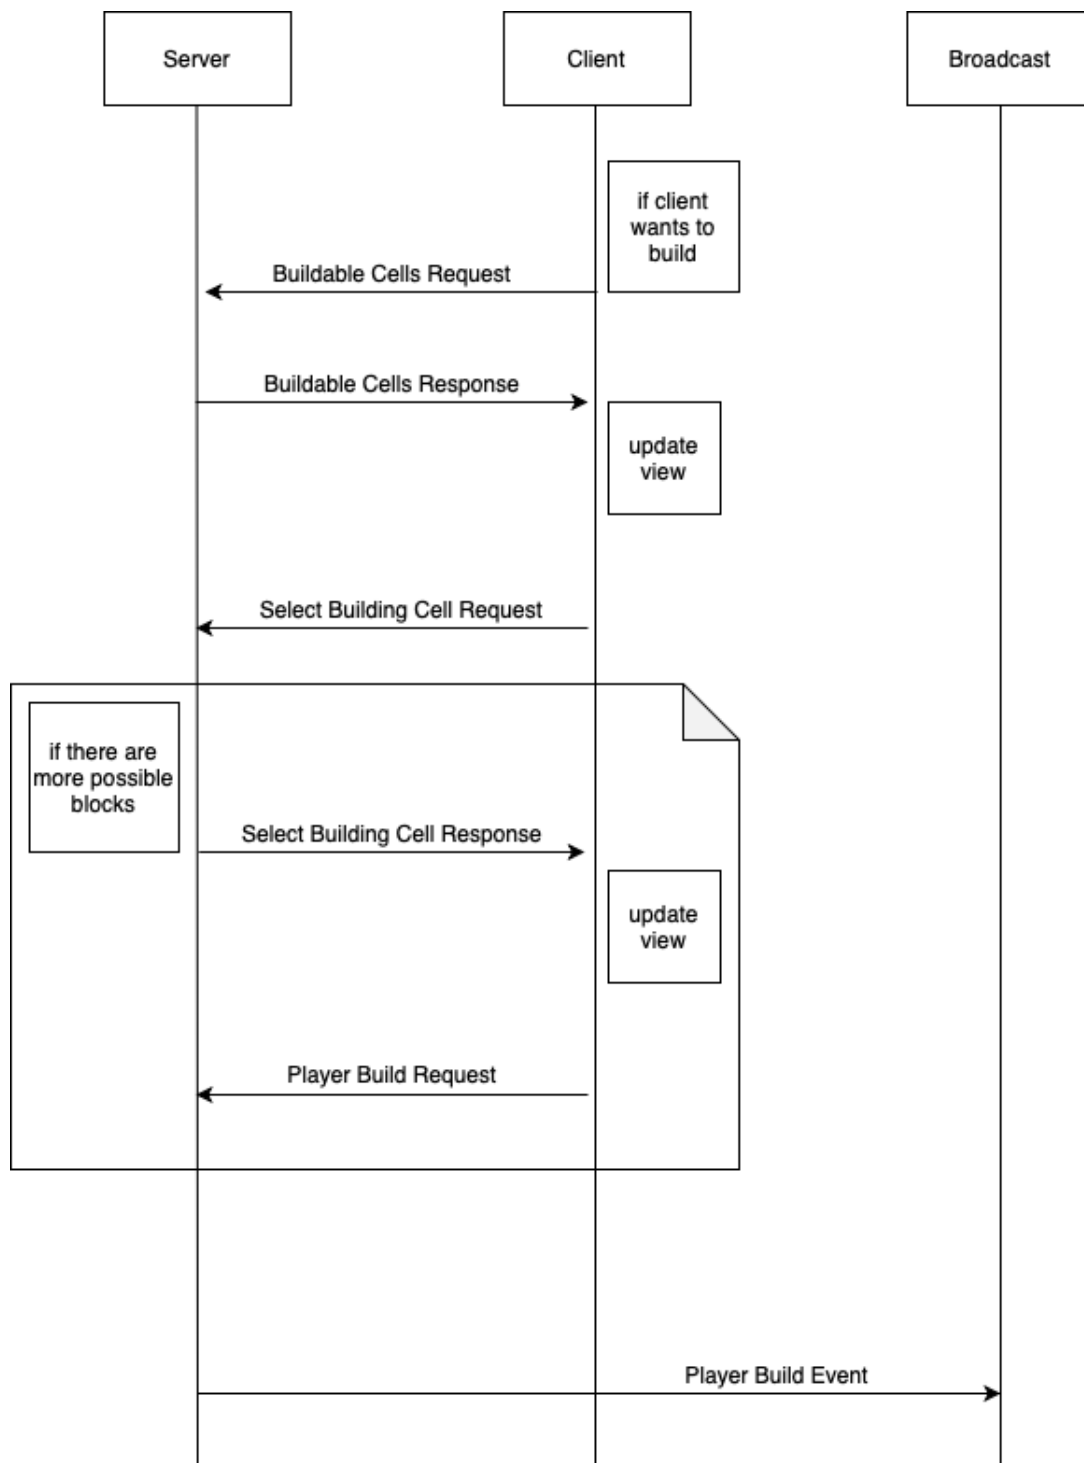 Server
Client
Broadcast
if client
wants to
build
Buildable Cells Request
Buildable Cells Response
update
view
Select Building Cell Request
if there are
more possible
blocks
Select Building Cell Response
update
view
Player Build Request
Player Build Event